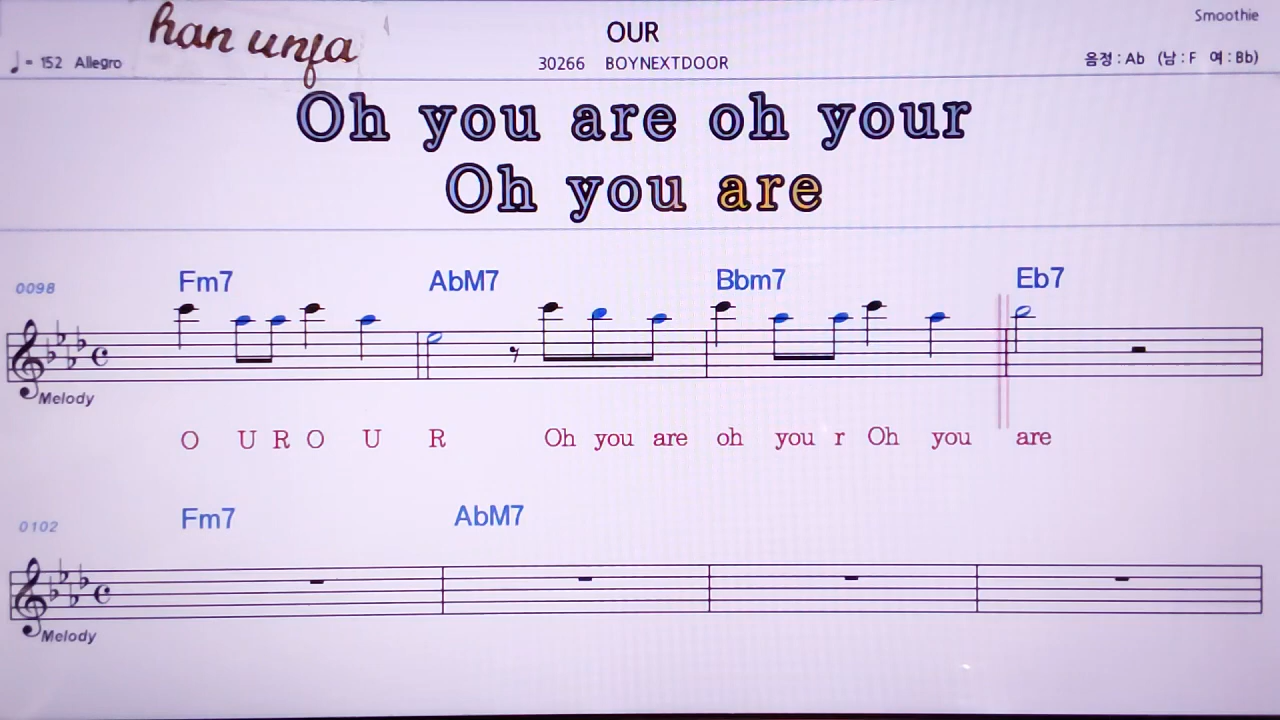 han unja
OUR
Smoothie
♩ = 152 Allegro
30266 BOYNEXTDOOR
음정 : Ab (남 : F 여 : Bb)
Oh you are oh your
Oh you are
0098
Fm7 AbM7 Bbm7 Eb7
Melody
O U R O U R Oh you are oh you r Oh you are
0102
Fm7 AbM7
Melody